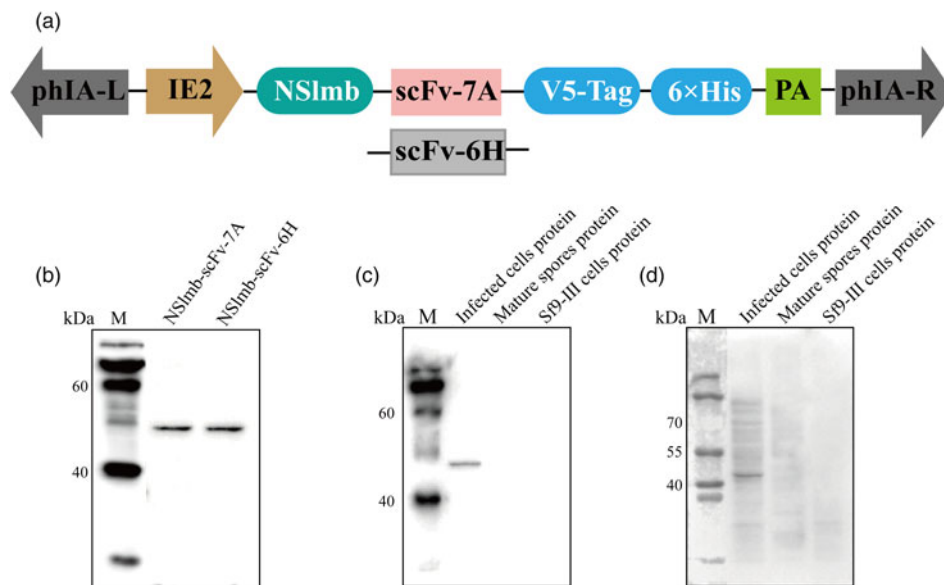 (a)
phIA-L IE2 NSlmb scFv-7A V5-Tag 6×His PA phIA-R
scFv-6H
(b)
kDa M NSlmb-scFv-7A NSlmb-scFv-6H
60
40
(c)
kDa M Infected cells protein Mature spores protein Sf9-III cells protein
60
40
(d)
kDa M Infected cells protein Mature spores protein Sf9-III cells protein
70
55
40